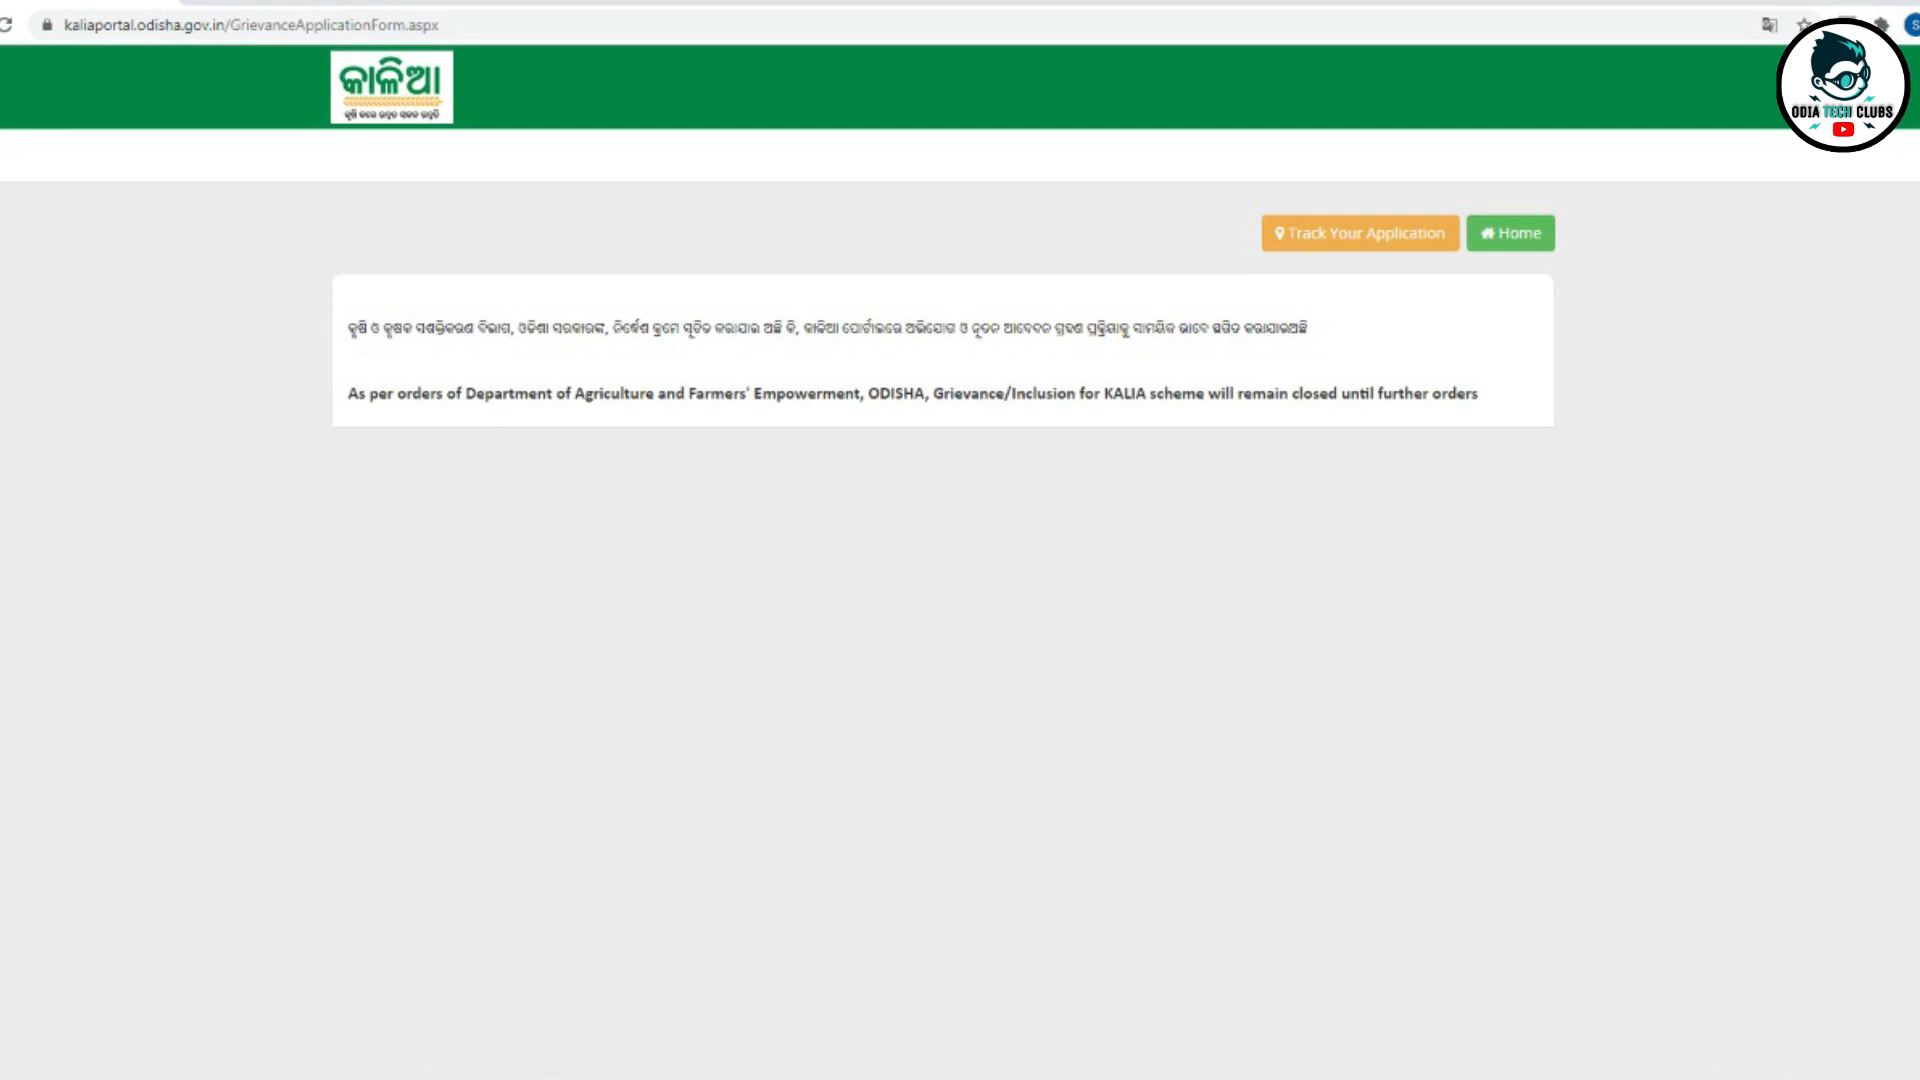 kaliaportal.odisha.gov.in/GrievanceApplicationForm.aspx
S
କାଳିଆ
ODIA TECH CLUBS
Track Your Application
Home
କୃଷି ଓ କୃଷକ ସଶକ୍ତିକରଣ ବିଭାଗ, ଓଡିଶା ସରକାରଙ୍କ, ନିର୍ଦ୍ଦେଶ କ୍ରମେ ସୂଚିତ କରାଯାଇ ଅଛି କି, କାଳିଆ ପୋର୍ଟାଲରେ ଅଭିଯୋଗ ଓ ନୂତନ ଆବେଦନ ଗ୍ରହଣ ପ୍ରକ୍ରିୟାକୁ ସାମୟିକ ଭାବେ ସ୍ଥଗିତ କରାଯାଇଅଛି
As per orders of Department of Agriculture and Farmers' Empowerment, ODISHA, Grievance/Inclusion for KALIA scheme will remain closed until further orders